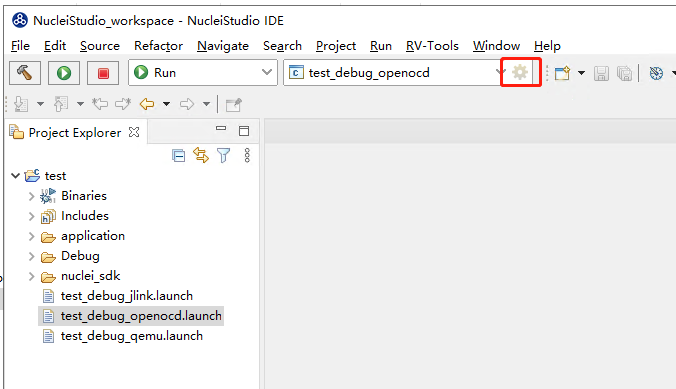 NucleiStudio_workspace - NucleiStudio IDE
File Edit Source Refactor Navigate Search Project Run RV-Tools Window Help
Run test_debug_openocd
Project Explorer
test
Binaries
Includes
application
Debug
nuclei_sdk
test_debug_jlink.launch
test_debug_openocd.launch
test_debug_qemu.launch